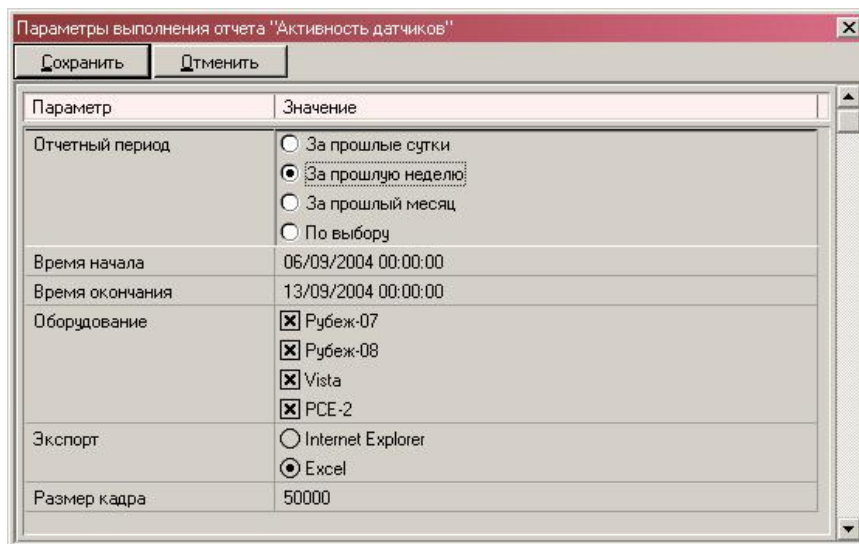 Параметры выполнения отчета "Активность датчиков"
Сохранить Отменить
Параметр Значение
Отчетный период За прошлые сутки
За прошлую неделю
За прошлый месяц
По выбору
Время начала 06/09/2004 00:00:00
Время окончания 13/09/2004 00:00:00
Оборудование Рубеж-07
Рубеж-08
Vista
PCE-2
Экспорт Internet Explorer
Excel
Размер кадра 50000